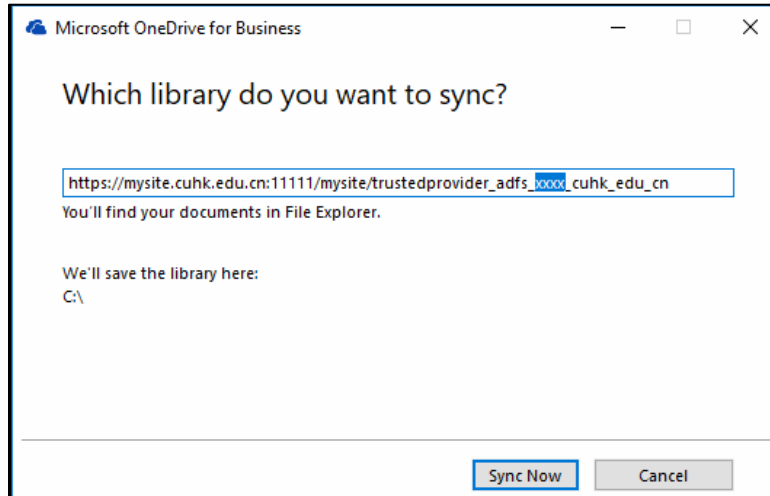 Microsoft OneDrive for Business
Which library do you want to sync?
https://mysite.cuhk.edu.cn:11111/mysite/trustedprovider_adfs_xxxx_cuhk_edu_cn
You'll find your documents in File Explorer.
We'll save the library here:
C:\
Sync Now
Cancel